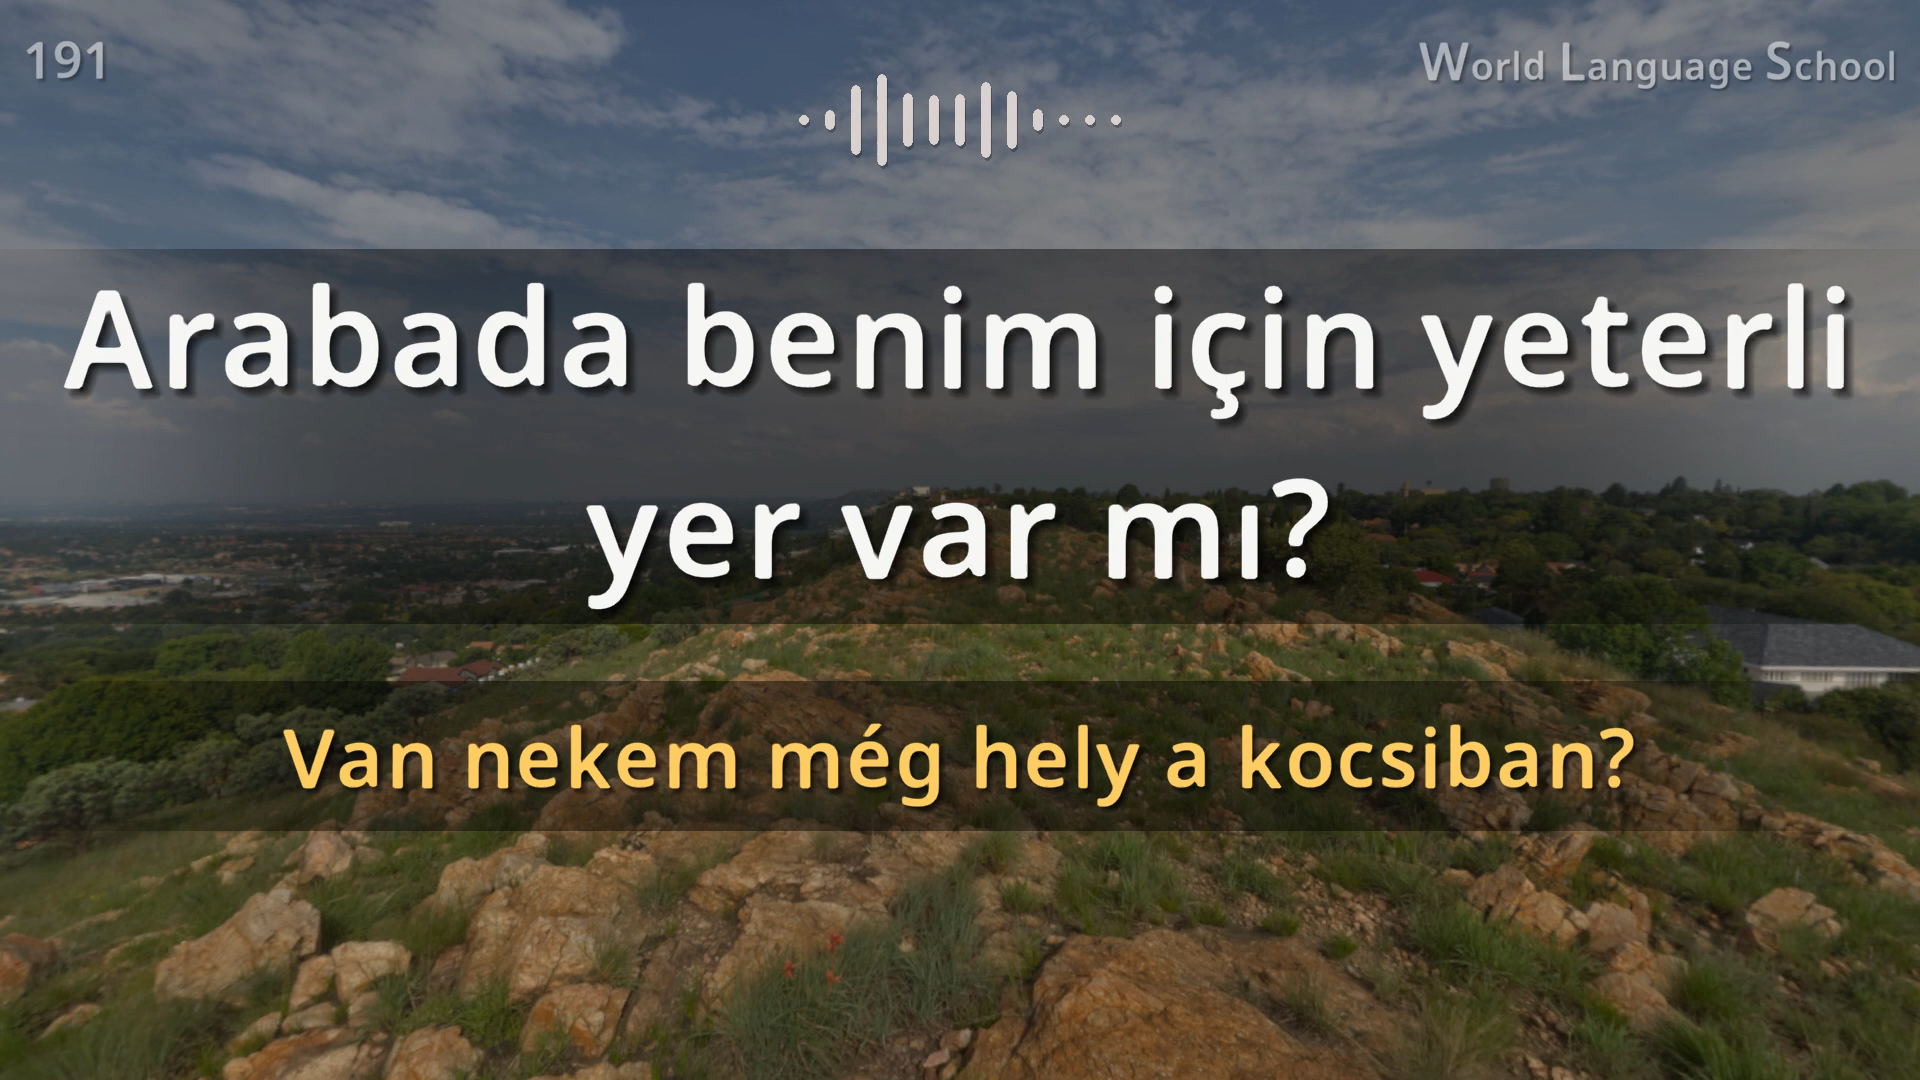 191
World Language School
Arabada benim için yeterli
yer var mı?
Van nekem még hely a kocsiban?